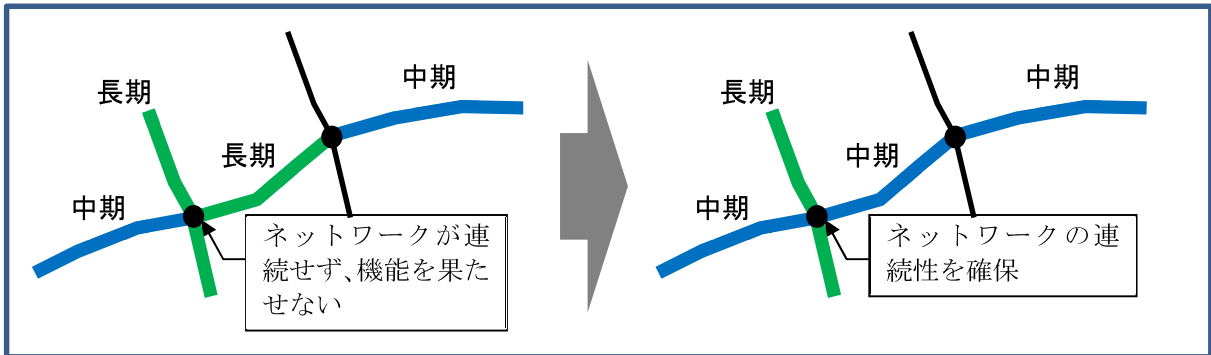 中期
長期
長期
中期
ネットワークが連
続せず、機能を果た
せない
中期
長期
中期
中期
ネットワークの連
続性を確保